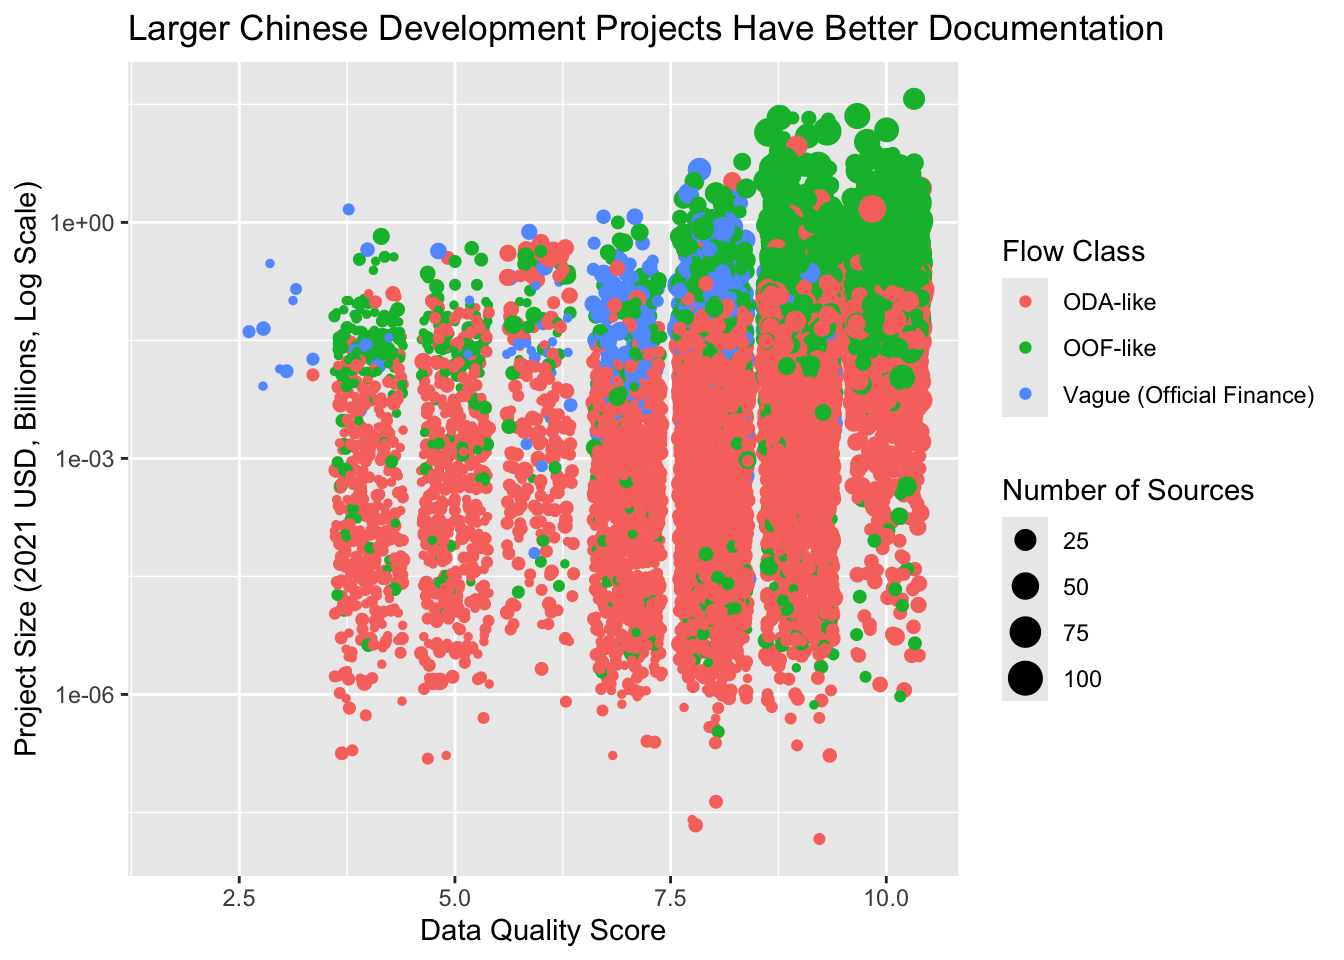 Larger Chinese Development Projects Have Better Documentation
Project Size (2021 USD, Billions, Log Scale)
1e+00
1e-03
1e-06
2.5
5.0
7.5
10.0
Data Quality Score
Flow Class
ODA-like
OOF-like
Vague (Official Finance)
Number of Sources
25
50
75
100